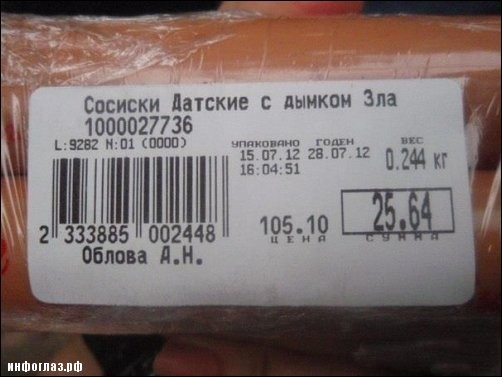 Сосиски Датские с дымком Зла
1000027736
L:9282 N:01 (0000)
УПАКОВАНО ГОДЕН ВЕС
15.07.12 28.07.12 0.244 кг
16:04:51
105.10 25.64
ЦЕНА СУММА
2 333885 002448
Облова А.Н.
инфоглаз.рф